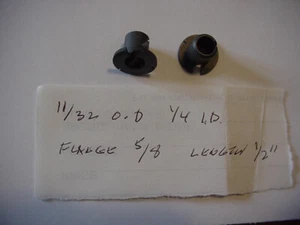 11/32 O.D 1/4 I.D.
FLANGE 5/8 LENGTH 1/2"